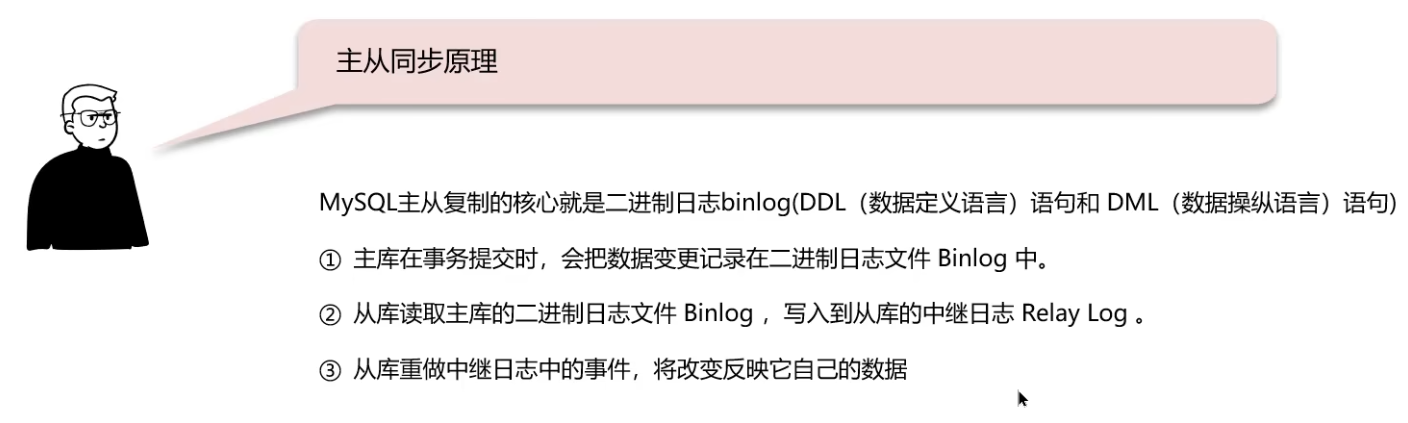 主从同步原理
MySQL主从复制的核心就是二进制日志binlog(DDL（数据定义语言）语句和 DML（数据操纵语言）语句)
① 主库在事务提交时，会把数据变更记录在二进制日志文件 Binlog 中。
② 从库读取主库的二进制日志文件 Binlog ，写入到从库的中继日志 Relay Log 。
③ 从库重做中继日志中的事件，将改变反映它自己的数据